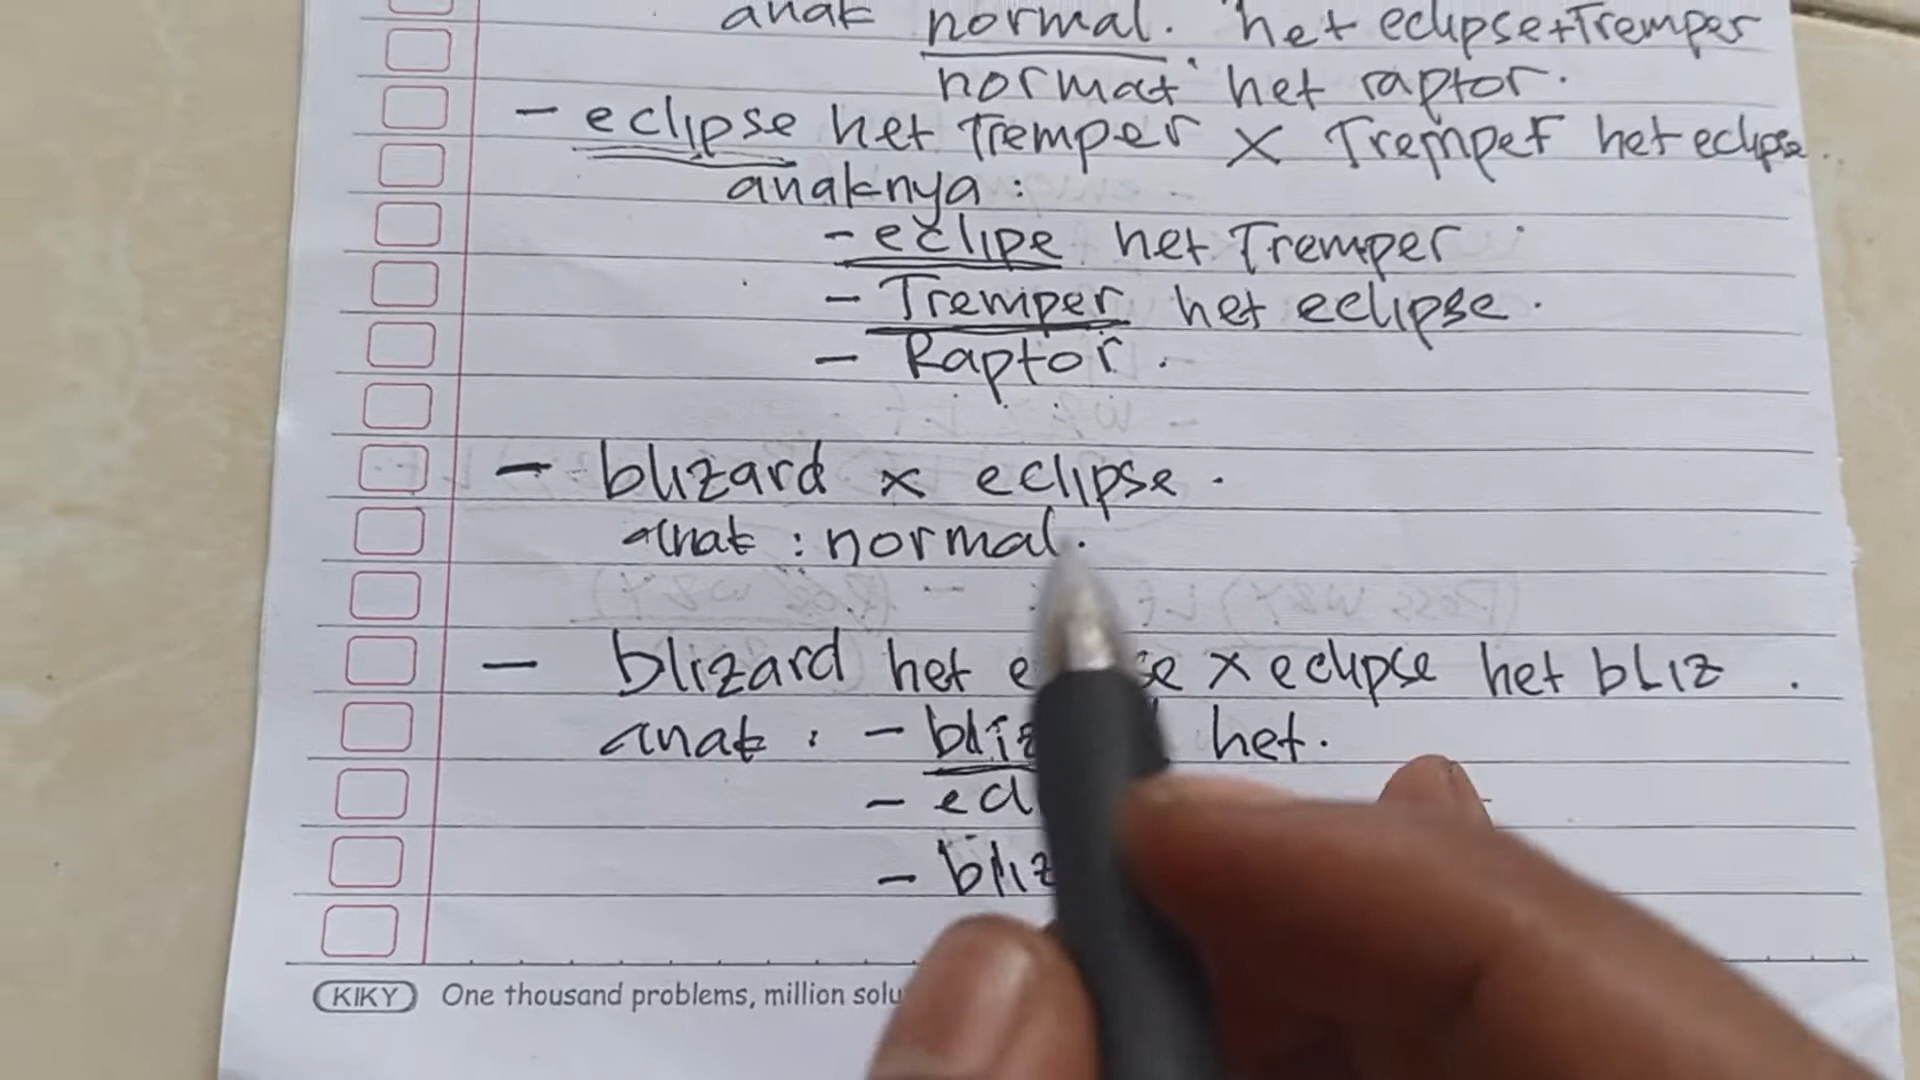 anak normal. het eclipse+Tremper
normat het raptor.
- eclipse het Tremper X Tremper het eclipse.
anaknya :
- eclipe het Tremper
- Tremper het eclipse.
- Raptor.
- blizard x eclipse.
anak : normal.
- blizard het x eclipse het bliz.
anak : - het.
KIKY One thousand problems, million